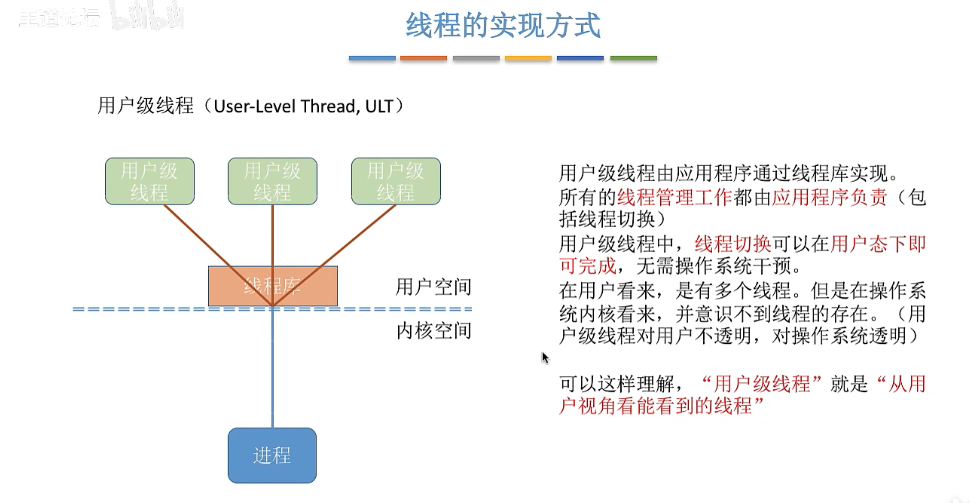 线程的实现方式
用户级线程（User-Level Thread, ULT）
用户级
线程
用户级
线程
用户级
线程
线程库
用户空间
内核空间
进程
用户级线程由应用程序通过线程库实现。
所有的线程管理工作都由应用程序负责（包
括线程切换）
用户级线程中，线程切换可以在用户态下即
可完成，无需操作系统干预。
在用户看来，是有多个线程。但是在操作系
统内核看来，并意识不到线程的存在。（用
户级线程对用户不透明，对操作系统透明）
可以这样理解，“用户级线程”就是“从用
户视角看能看到的线程”